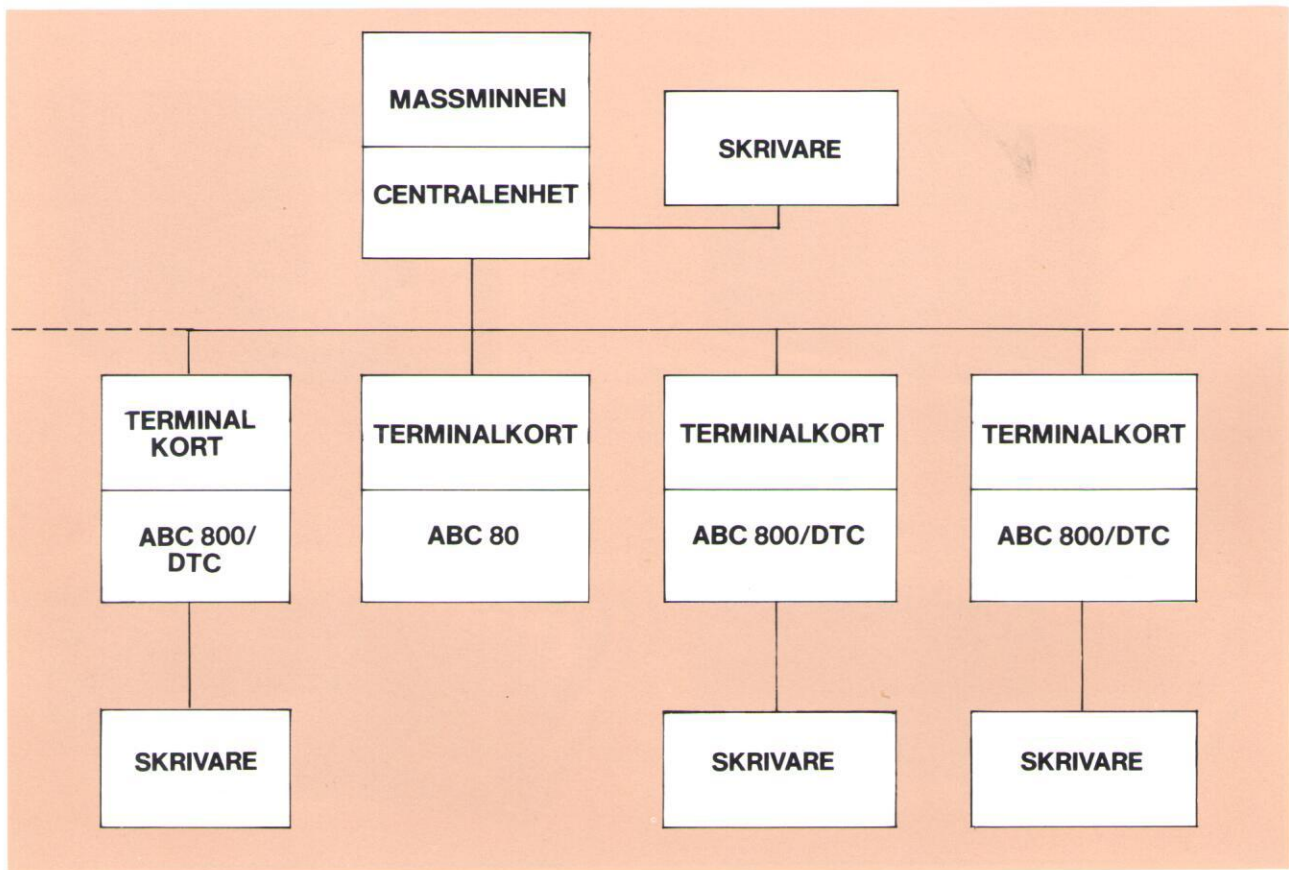 MASSMINNEN
SKRIVARE
CENTRALENHET
TERMINAL
KORT
TERMINALKORT
TERMINALKORT
TERMINALKORT
ABC 800/
DTC
ABC 80
ABC 800/DTC
ABC 800/DTC
SKRIVARE
SKRIVARE
SKRIVARE